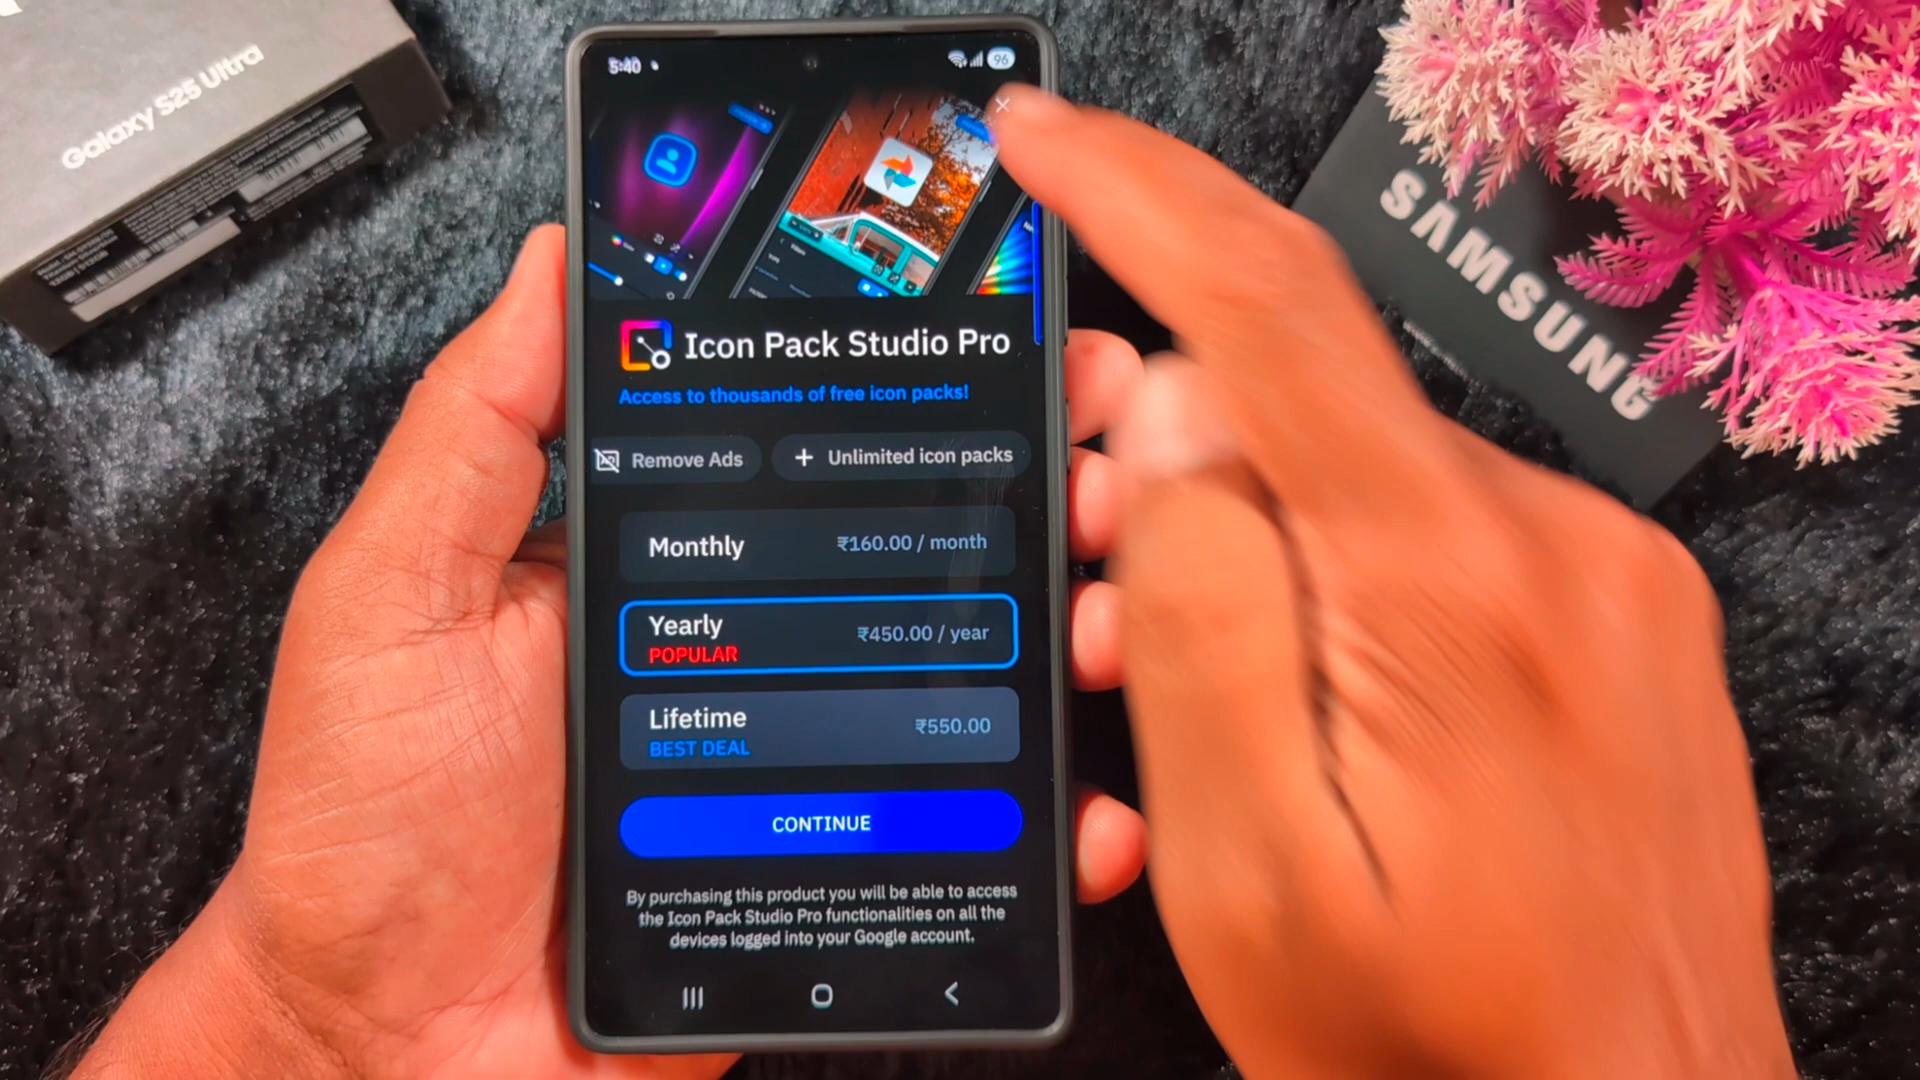 Galaxy S25 Ultra
5:40
96
Icon Pack Studio Pro
Access to thousands of free icon packs!
Remove Ads
+ Unlimited icon packs
Monthly
₹160.00 / month
Yearly
POPULAR
₹450.00 / year
Lifetime
BEST DEAL
₹550.00
CONTINUE
By purchasing this product you will be able to access
the Icon Pack Studio Pro functionalities on all the
devices logged into your Google account.
SAMSUNG